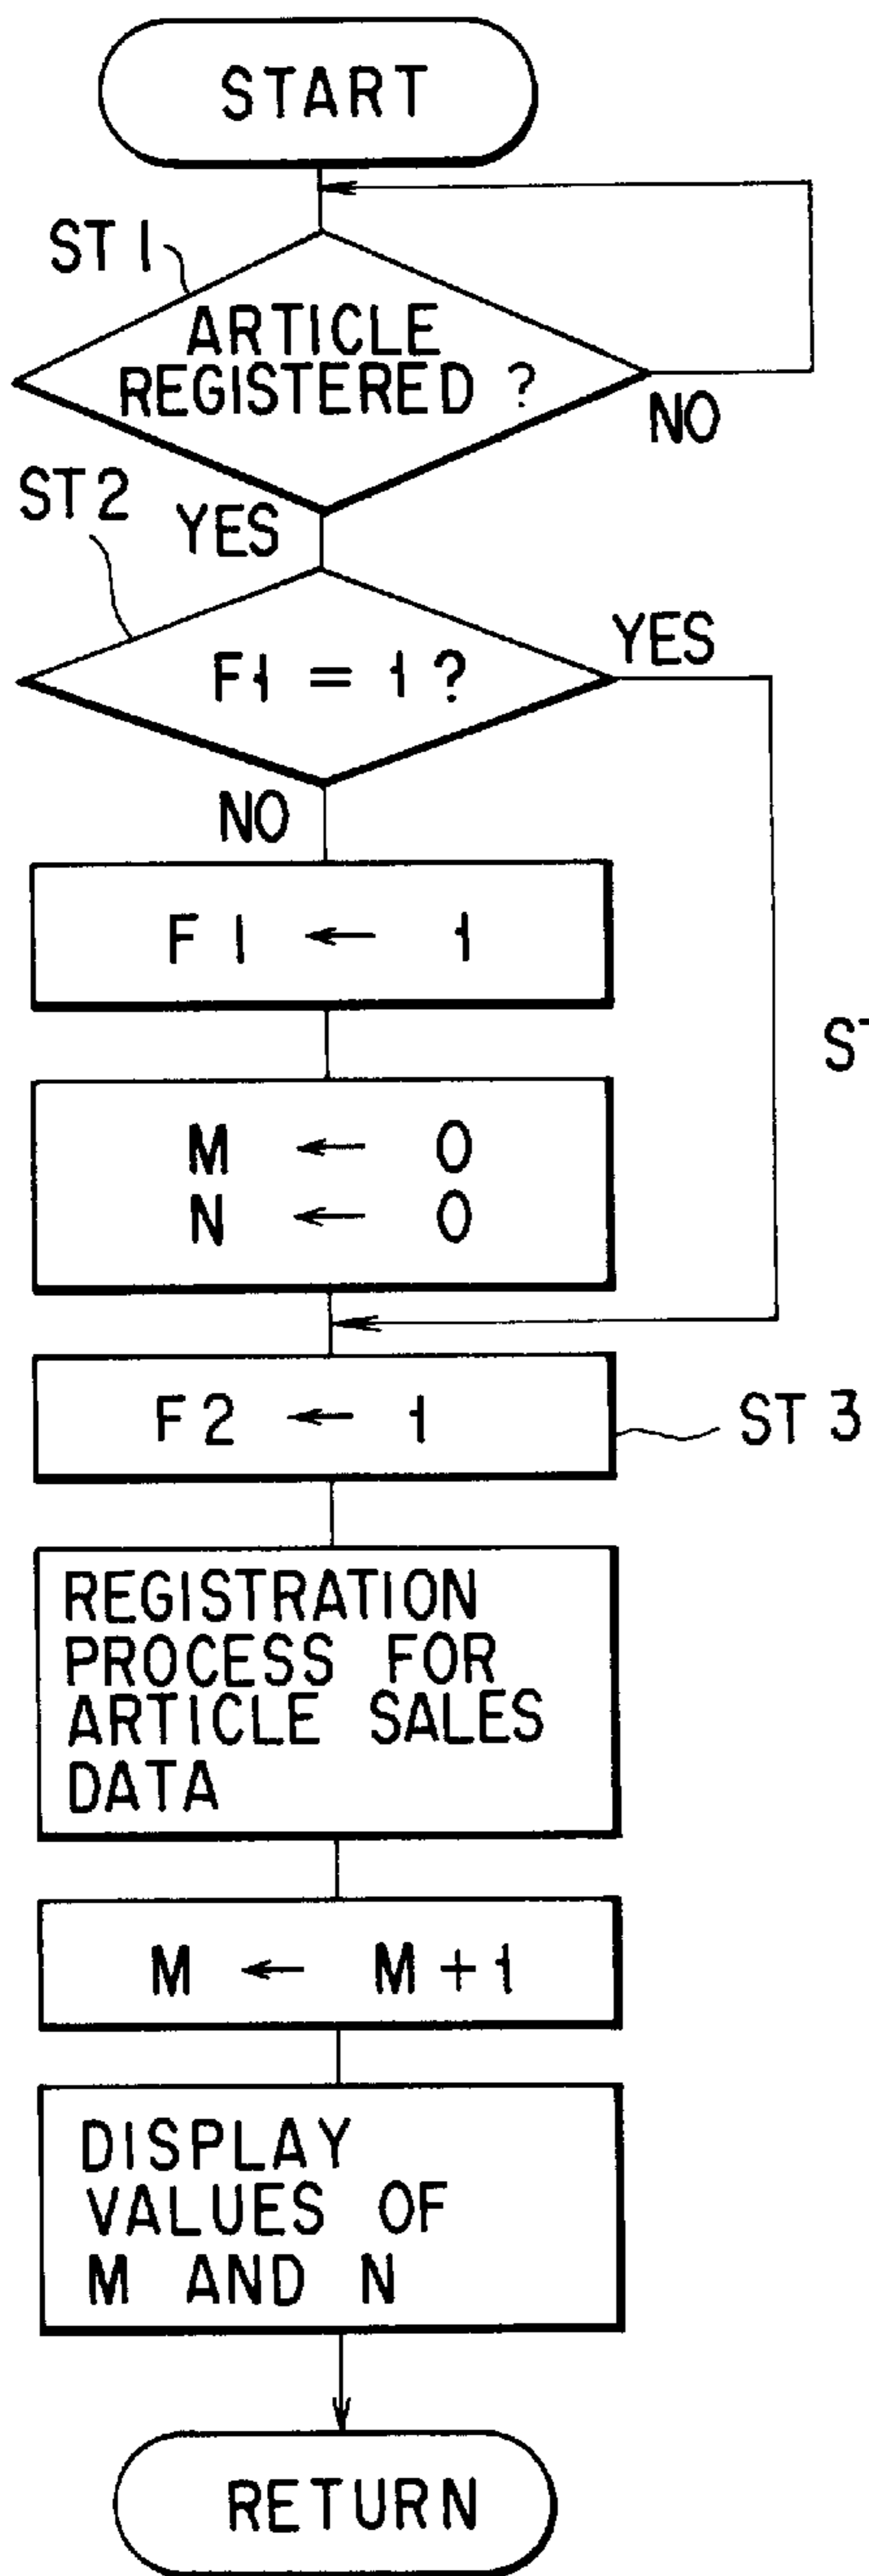 START
ST 1
ARTICLE
REGISTERED ?
NO
ST 2
YES
F1 = 1 ?
YES
NO
F1 ← 1
ST
M ← 0
N ← 0
F2 ← 1
ST 3
REGISTRATION
PROCESS FOR
ARTICLE SALES
DATA
M ← M + 1
DISPLAY
VALUES OF
M AND N
RETURN